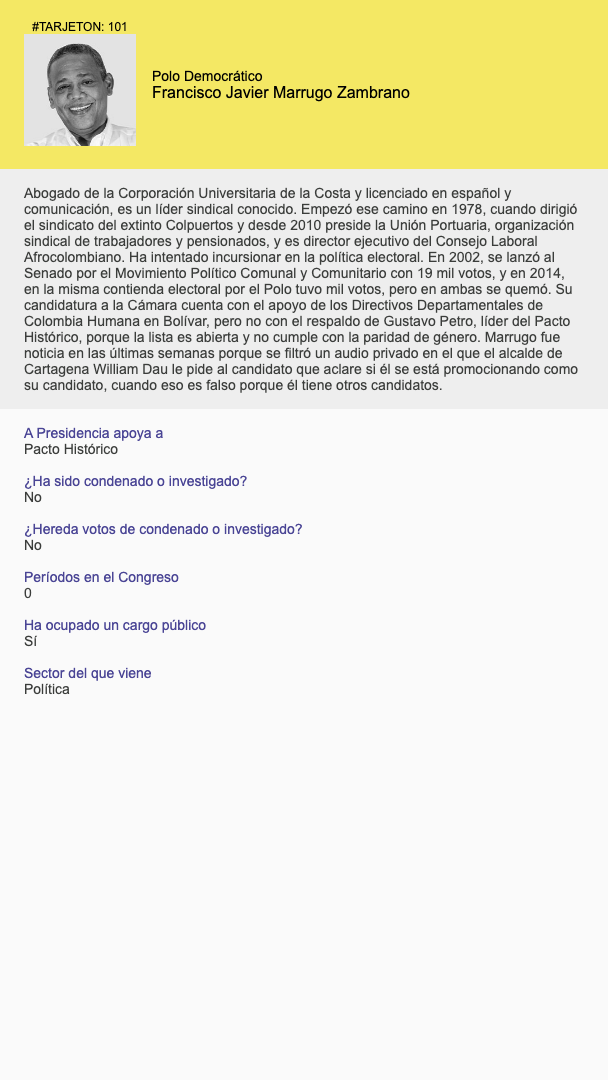 #TARJETON: 101
Polo Democrático
Francisco Javier Marrugo Zambrano
Abogado de la Corporación Universitaria de la Costa y licenciado en español y
comunicación, es un líder sindical conocido. Empezó ese camino en 1978, cuando dirigió
el sindicato del extinto Colpuertos y desde 2010 preside la Unión Portuaria, organización
sindical de trabajadores y pensionados, y es director ejecutivo del Consejo Laboral
Afrocolombiano. Ha intentado incursionar en la política electoral. En 2002, se lanzó al
Senado por el Movimiento Político Comunal y Comunitario con 19 mil votos, y en 2014,
en la misma contienda electoral por el Polo tuvo mil votos, pero en ambas se quemó. Su
candidatura a la Cámara cuenta con el apoyo de los Directivos Departamentales de
Colombia Humana en Bolívar, pero no con el respaldo de Gustavo Petro, líder del Pacto
Histórico, porque la lista es abierta y no cumple con la paridad de género. Marrugo fue
noticia en las últimas semanas porque se filtró un audio privado en el que el alcalde de
Cartagena William Dau le pide al candidato que aclare si él se está promocionando como
su candidato, cuando eso es falso porque él tiene otros candidatos.
A Presidencia apoya a
Pacto Histórico
¿Ha sido condenado o investigado?
No
¿Hereda votos de condenado o investigado?
No
Períodos en el Congreso
0
Ha ocupado un cargo público
Sí
Sector del que viene
Política